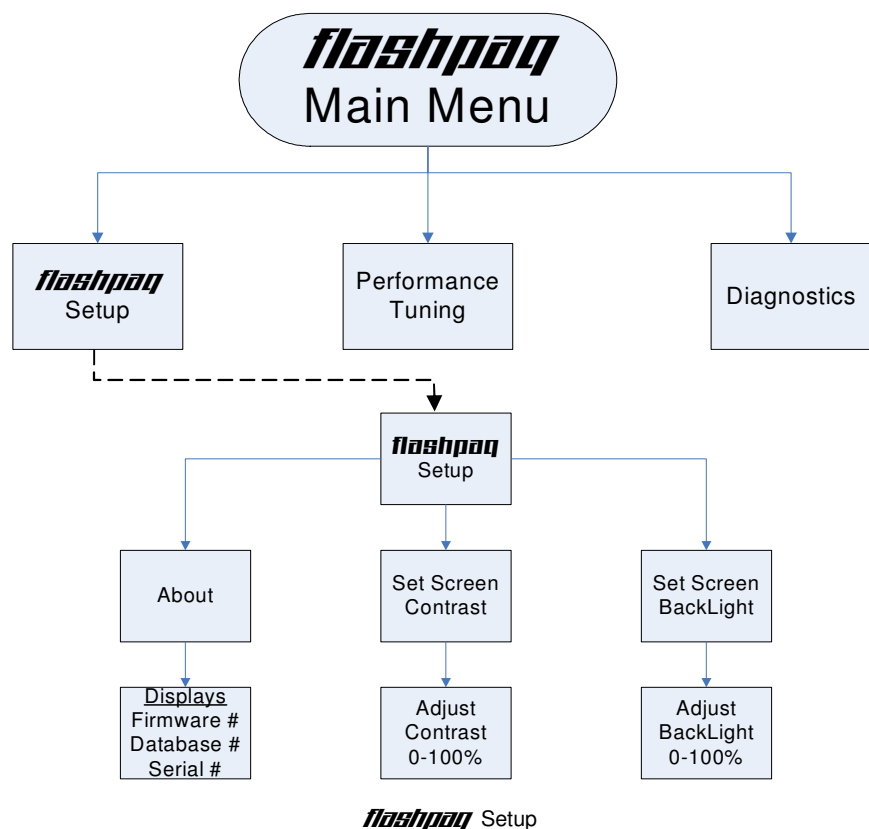 flashpaq
Main Menu
flashpaq
Setup
Performance
Tuning
Diagnostics
flashpaq
Setup
About
Set Screen
Contrast
Set Screen
BackLight
Displays
Firmware #
Database #
Serial #
Adjust
Contrast
0-100%
Adjust
BackLight
0-100%
flashpaq Setup